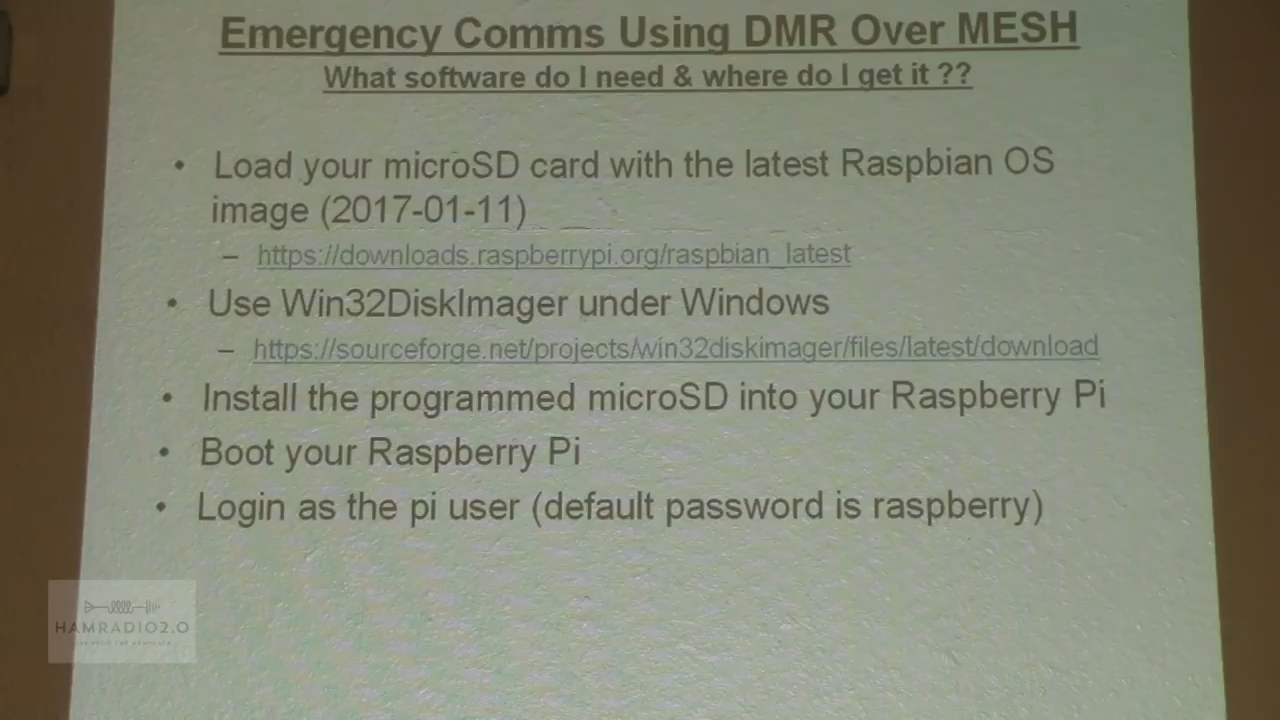 Emergency Comms Using DMR Over MESH
What software do I need & where do I get it ??
• Load your microSD card with the latest Raspbian OS
image (2017-01-11)
– https://downloads.raspberrypi.org/raspbian_latest
• Use Win32DiskImager under Windows
– https://sourceforge.net/projects/win32diskimager/files/latest/download
• Install the programmed microSD into your Raspberry Pi
• Boot your Raspberry Pi
• Login as the pi user (default password is raspberry)
HAMRADIO2.0